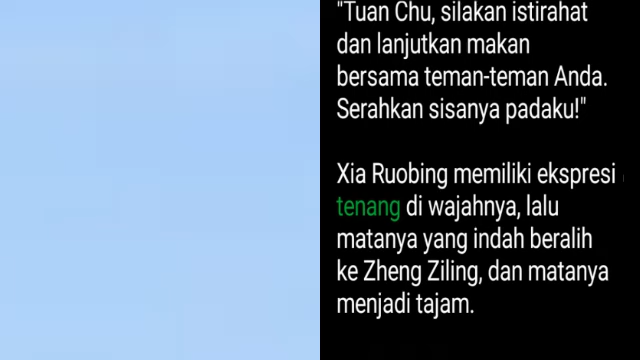 "Tuan Chu, silakan istirahat
dan lanjutkan makan
bersama teman-teman Anda.
Serahkan sisanya padaku!"
Xia Ruobing memiliki ekspresi
tenang di wajahnya, lalu
matanya yang indah beralih
ke Zheng Ziling, dan matanya
menjadi tajam.